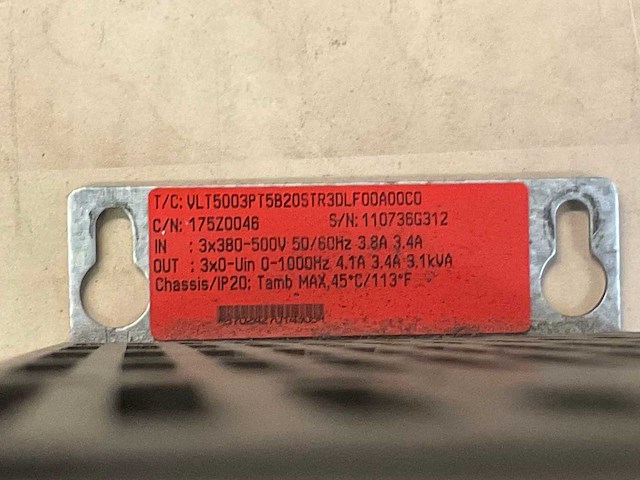 T/C: VLT5003PT5B20STR3DLF00A00C0
C/N: 175Z0046 S/N: 110736G312
IN : 3x380-500V 50/60Hz 3.8A 3.4A
OUT : 3x0-Uin 0-1000Hz 4.1A 3.4A 3.1kVA
Chassis/IP20; Tamb MAX,45°C/113°F